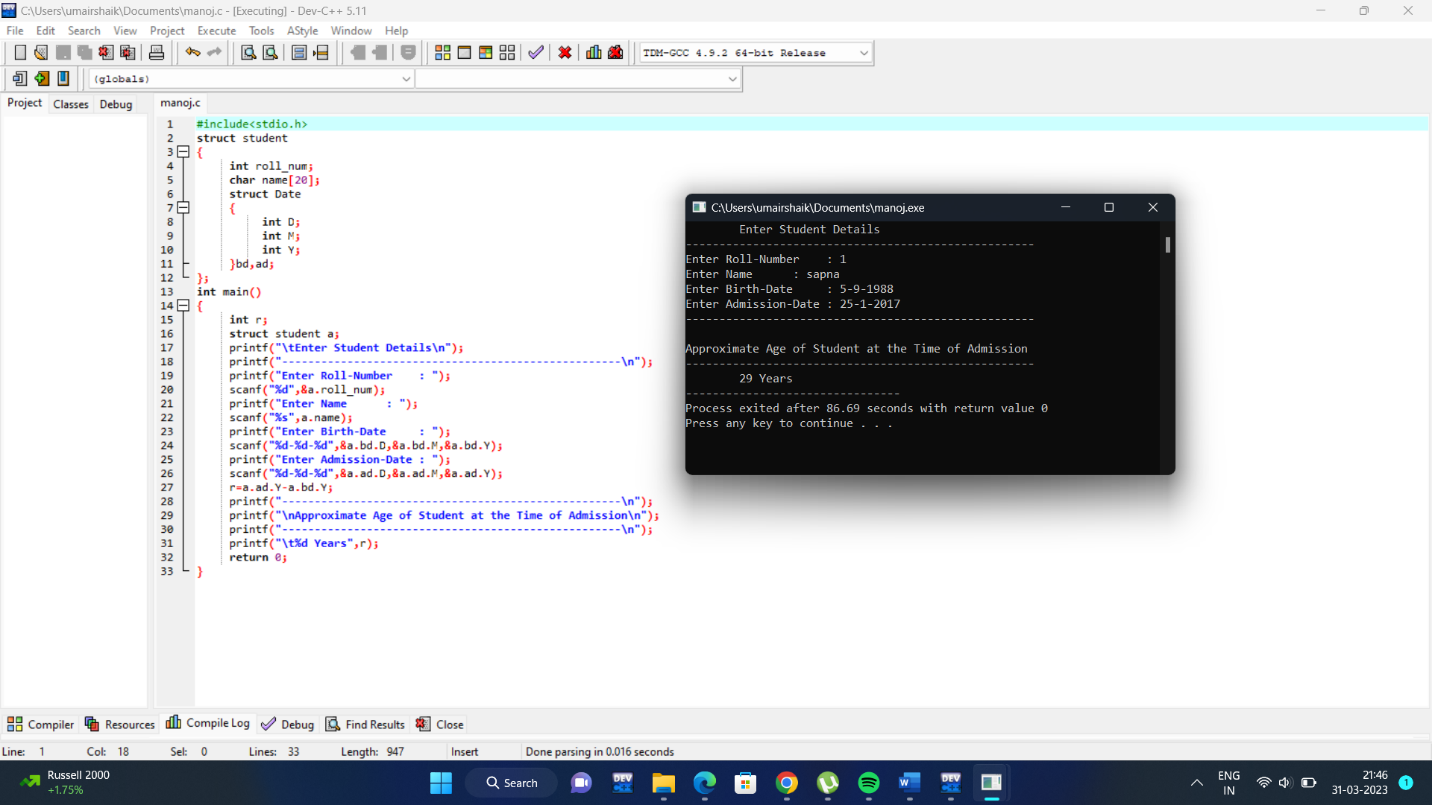 C:\Users\umairshaik\Documents\manoj.c - [Executing] - Dev-C++ 5.11
File Edit Search View Project Execute Tools AStyle Window Help
TDM-GCC 4.9.2 64-bit Release
(globals)
Project Classes Debug
manoj.c
1 #include<stdio.h>
2 struct student
3 {
4 int roll_num;
5 char name[20];
6 struct Date
7 {
8 int D;
9 int M;
10 int Y;
11 }bd,ad;
12 };
13 int main()
14 {
15 int r;
16 struct student a;
17 printf("\tEnter Student Details\n");
18 printf("----------------------------------------------------\n");
19 printf("Enter Roll-Number    : ");
20 scanf("%d",&a.roll_num);
21 printf("Enter Name      : ");
22 scanf("%s",a.name);
23 printf("Enter Birth-Date     : ");
24 scanf("%d-%d-%d",&a.bd.D,&a.bd.M,&a.bd.Y);
25 printf("Enter Admission-Date : ");
26 scanf("%d-%d-%d",&a.ad.D,&a.ad.M,&a.ad.Y);
27 r=a.ad.Y-a.bd.Y;
28 printf("----------------------------------------------------\n");
29 printf("\nApproximate Age of Student at the Time of Admission\n");
30 printf("----------------------------------------------------\n");
31 printf("\t%d Years",r);
32 return 0;
33 }
C:\Users\umairshaik\Documents\manoj.exe
Enter Student Details
----------------------------------------------------
Enter Roll-Number    : 1
Enter Name      : sapna
Enter Birth-Date     : 5-9-1988
Enter Admission-Date : 25-1-2017
----------------------------------------------------
Approximate Age of Student at the Time of Admission
----------------------------------------------------
29 Years
--------------------------------
Process exited after 86.69 seconds with return value 0
Press any key to continue . . .
Compiler Resources Compile Log Debug Find Results Close
Line: 1 Col: 18 Sel: 0 Lines: 33 Length: 947 Insert Done parsing in 0.016 seconds
Russell 2000
+1.75%
Search
DEV
W
DEV
ENG
IN
21:46
31-03-2023
1